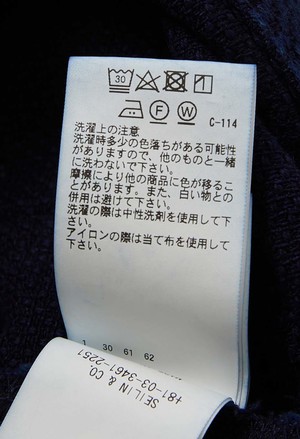 30
F W C-114
洗濯上の注意
洗濯時多少の色落ちがある可能性
がありますので、他のものと一緒
に洗わないで下さい。
摩擦により他の商品に色が移るこ
とがあります。また、白い物との
併用は避けて下さい。
洗濯の際は中性洗剤を使用して下
さい。
アイロンの際は当て布を使用して下
さい。
1 30 61 62
SEILIN & CO.
+81-03-3461-2251